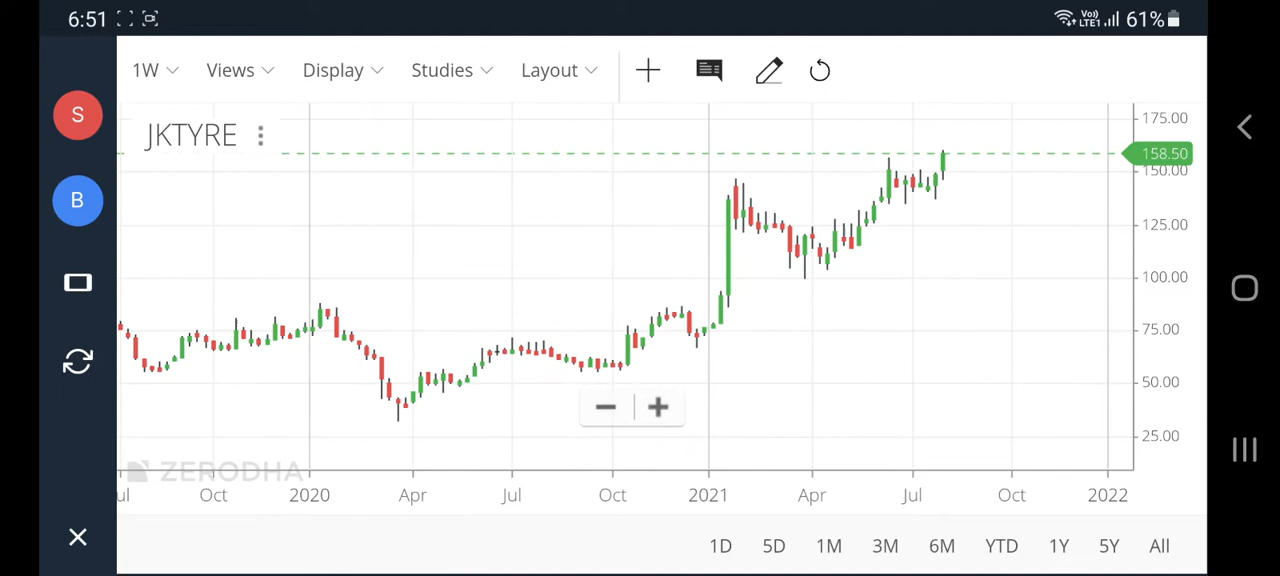 6:51 Vo) LTE1 61%
1W Views Display Studies Layout
S
JKTYRE
B
175.00
158.50
150.00
125.00
100.00
75.00
50.00
25.00
ZERODHA
Oct 2020 Apr Jul Oct 2021 Apr Jul Oct 2022
1D 5D 1M 3M 6M YTD 1Y 5Y All